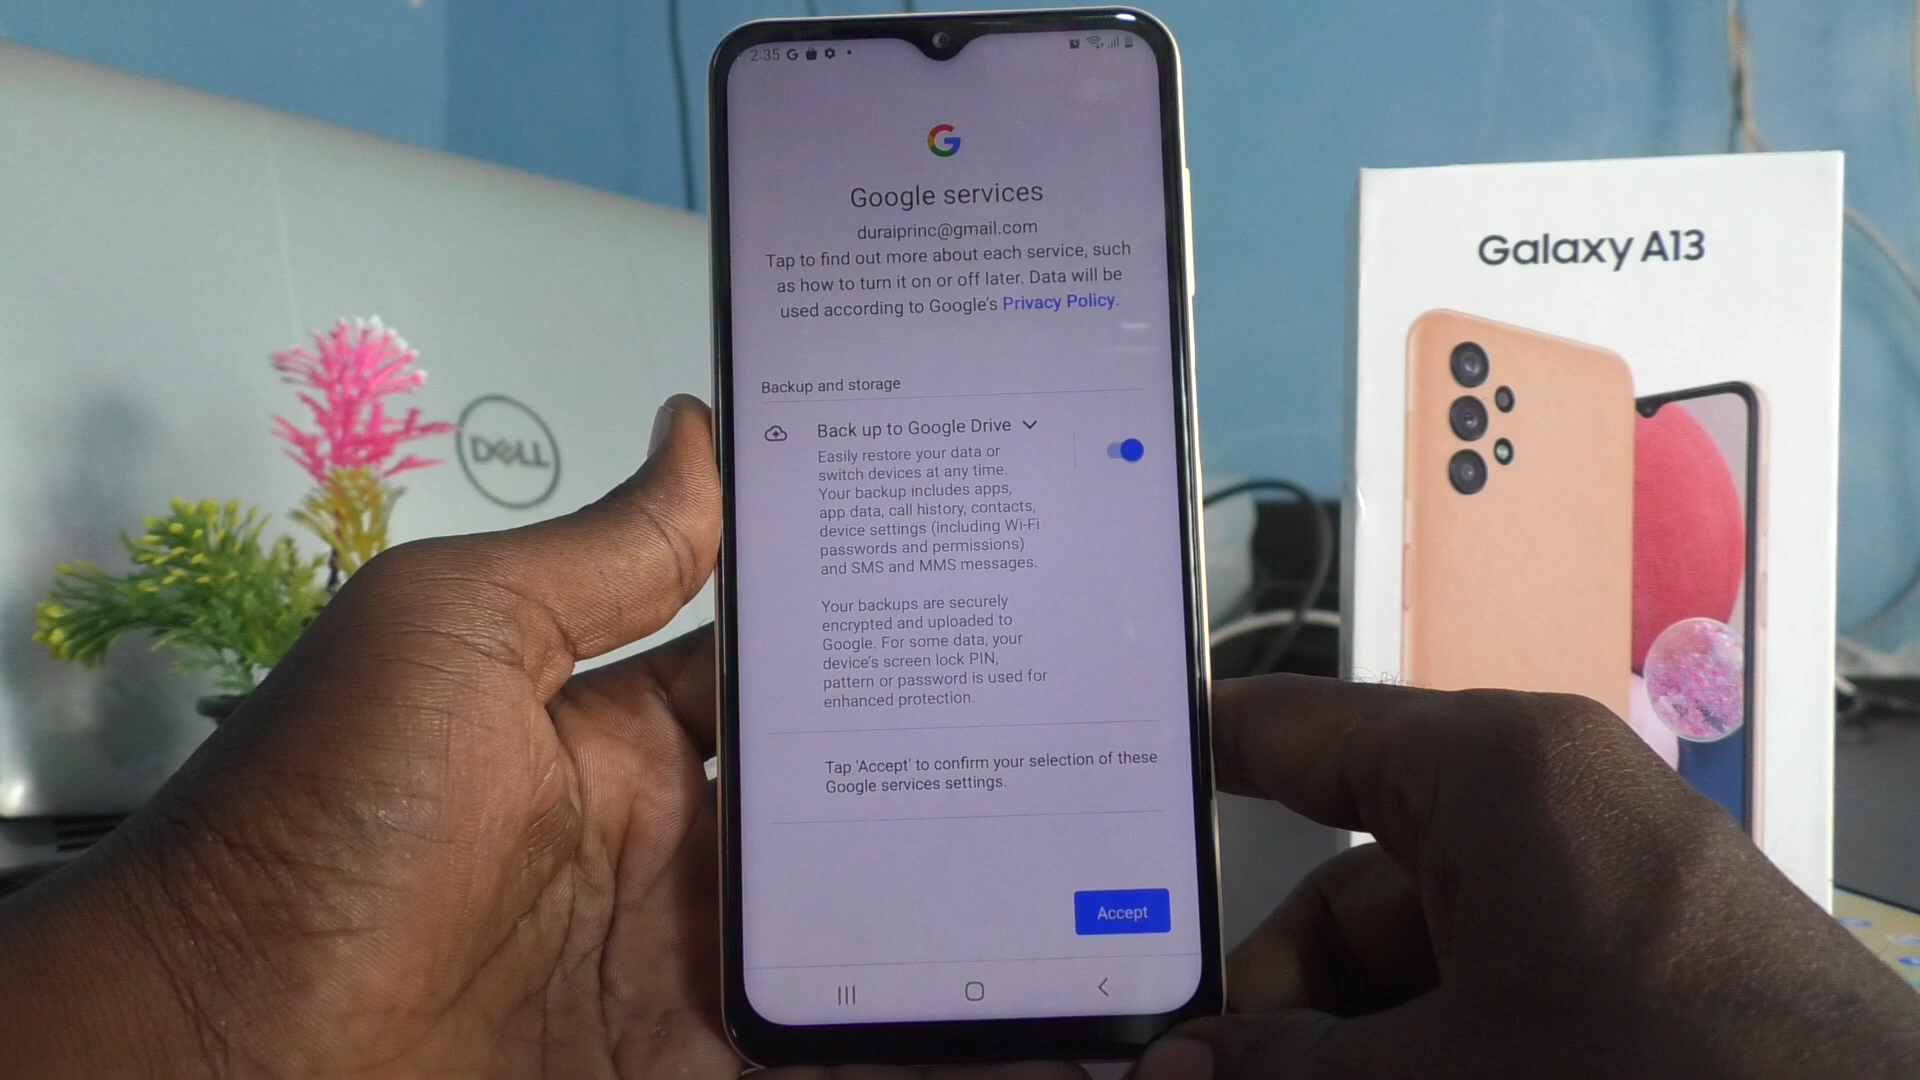 2:35
Google services
duraiprinc@gmail.com
Tap to find out more about each service, such
as how to turn it on or off later. Data will be
used according to Google's Privacy Policy.
Backup and storage
Back up to Google Drive
Easily restore your data or
switch devices at any time.
Your backup includes apps,
app data, call history, contacts,
device settings (including Wi-Fi
passwords and permissions)
and SMS and MMS messages.
Your backups are securely
encrypted and uploaded to
Google. For some data, your
device's screen lock PIN,
pattern or password is used for
enhanced protection.
Tap 'Accept' to confirm your selection of these
Google services settings.
Accept
DELL
Galaxy A13